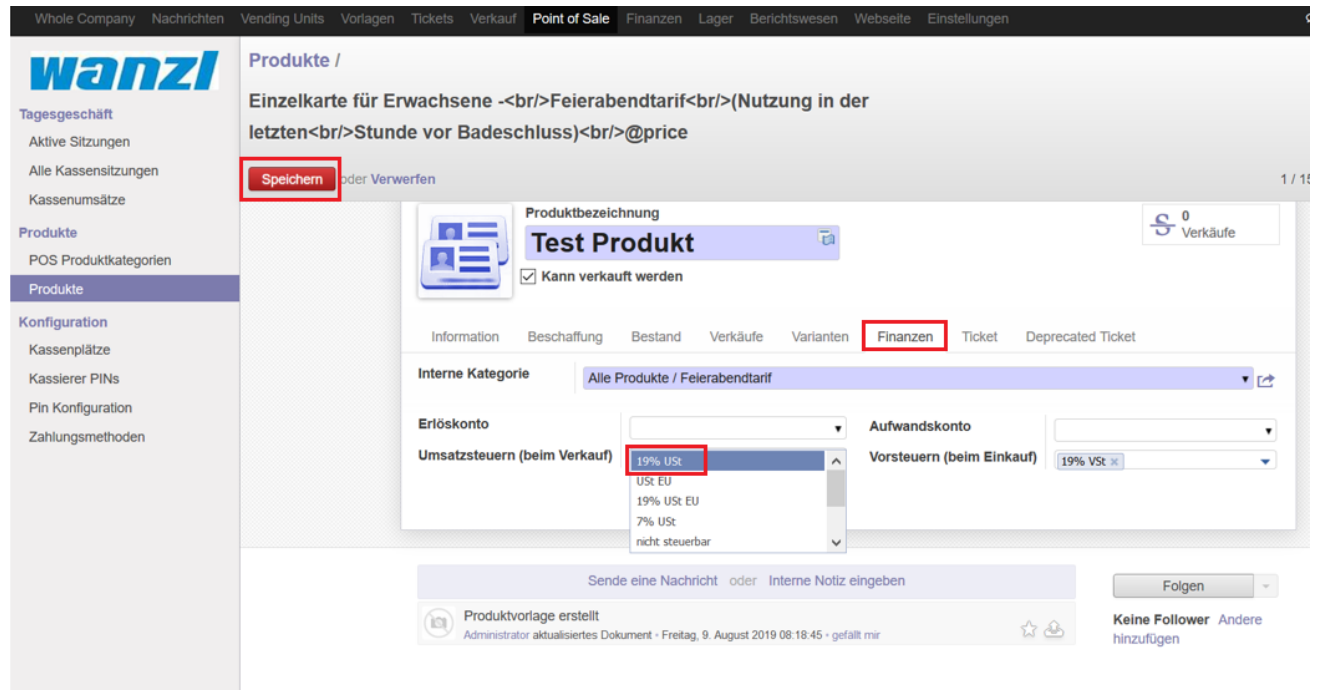 Whole Company Nachrichten Vending Units Vorlagen Tickets Verkauf Point of Sale Finanzen Lager Berichtswesen Webseite Einstellungen
wanzl
Tagesgeschäft
Aktive Sitzungen
Alle Kassensitzungen
Kassenumsätze
Produkte
POS Produktkategorien
Produkte
Konfiguration
Kassenplätze
Kassierer PINs
Pin Konfiguration
Zahlungsmethoden
Produkte /
Einzelkarte für Erwachsene -<br/>Feierabendtarif<br/>(Nutzung in der
letzten<br/>Stunde vor Badeschluss)<br/>@price
Speichern oder Verwerfen
1 / 15
Produktbezeichnung
Test Produkt
Kann verkauft werden
0
Verkäufe
Information Beschaffung Bestand Verkäufe Varianten Finanzen Ticket Deprecated Ticket
Interne Kategorie Alle Produkte / Feierabendtarif
Erlöskonto Aufwandskonto
Umsatzsteuern (beim Verkauf) Vorsteuern (beim Einkauf) 19% VSt ×
19% USt
USt EU
19% USt EU
7% USt
nicht steuerbar
Sende eine Nachricht oder Interne Notiz eingeben
Produktvorlage erstellt
Administrator aktualisiertes Dokument - Freitag, 9. August 2019 08:18:45 - gefällt mir
Folgen
Keine Follower Andere
hinzufügen